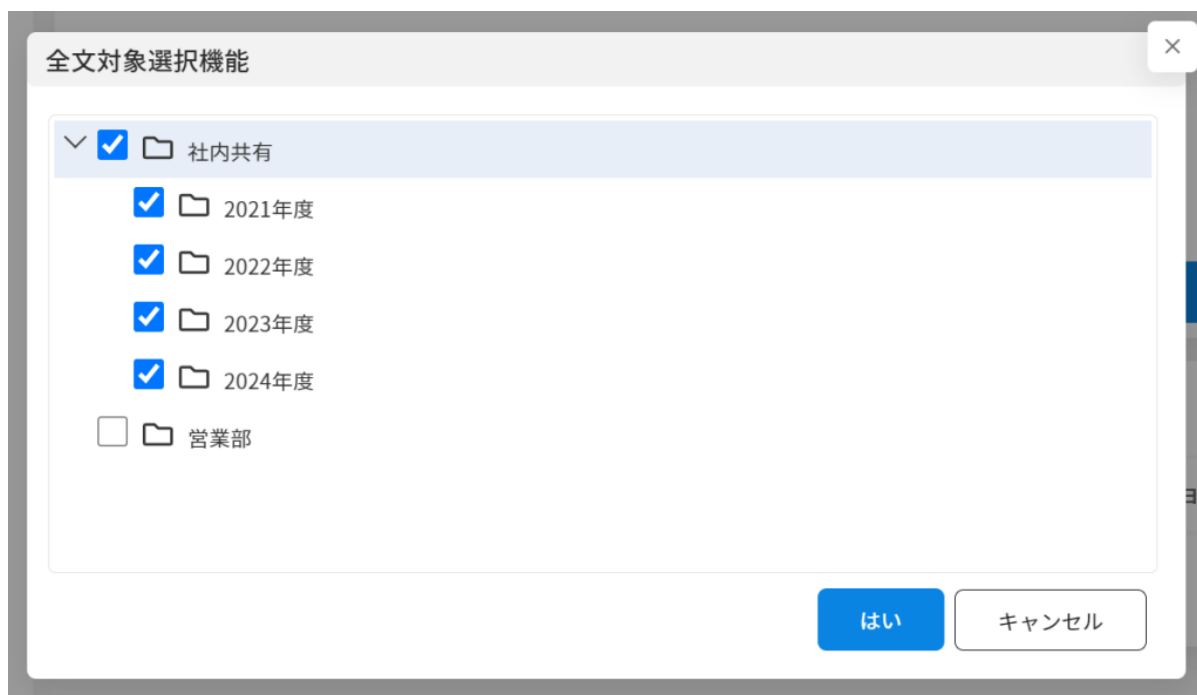 全文対象選択機能
社内共有
2021年度
2022年度
2023年度
2024年度
営業部
はい
キャンセル